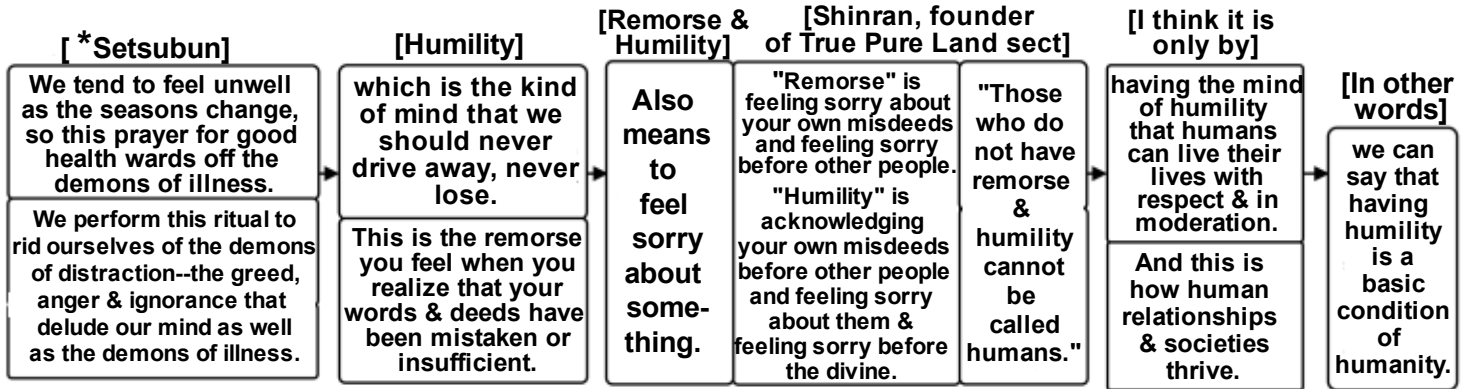 [ *Setsubun]
We tend to feel unwell
as the seasons change,
so this prayer for good
health wards off the
demons of illness.
We perform this ritual to
rid ourselves of the demons
of distraction--the greed,
anger & ignorance that
delude our mind as well
as the demons of illness.
[Humility]
which is the kind
of mind that we
should never
drive away, never
lose.
This is the remorse
you feel when you
realize that your
words & deeds have
been mistaken or
insufficient.
[Remorse &
Humility]
Also
means
to
feel
sorry
about
some-
thing.
[Shinran, founder
of True Pure Land sect]
"Remorse" is
feeling sorry about
your own misdeeds
and feeling sorry
before other people.
"Humility" is
acknowledging
your own misdeeds
before other people
and feeling sorry
about them &
feeling sorry before
the divine.
"Those
who do
not have
remorse
&
humility
cannot
be
called
humans."
[I think it is
only by]
having the mind
of humility
that humans
can live their
lives with
respect & in
moderation.
And this is
how human
relationships
& societies
thrive.
[In other
words]
we can
say that
having
humility
is a
basic
condition
of
humanity.